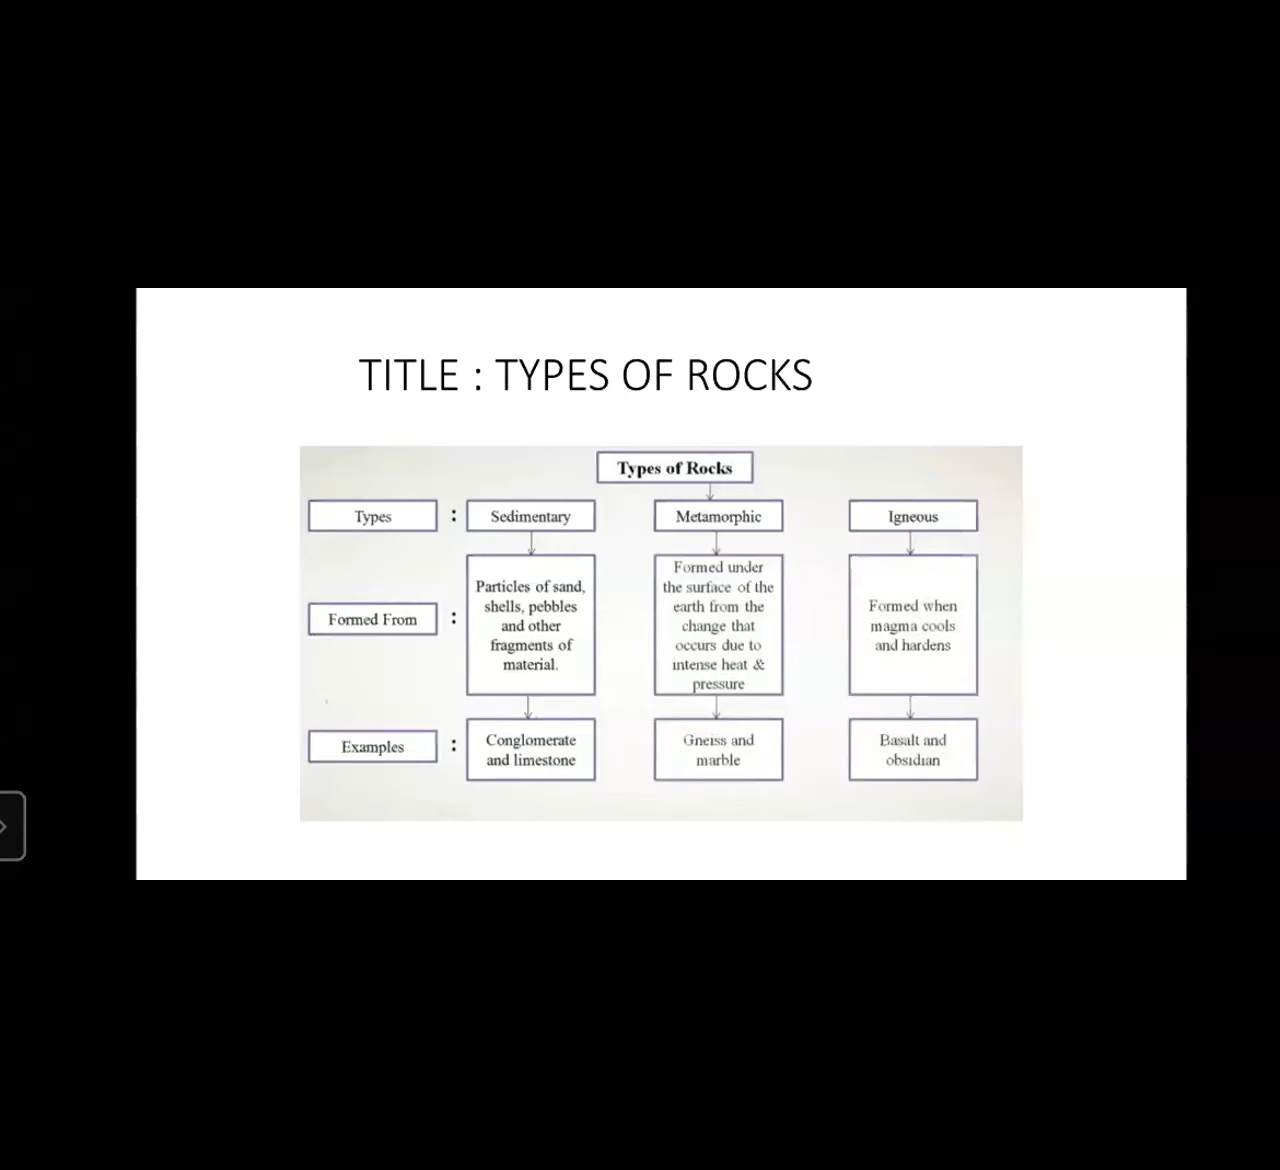 TITLE : TYPES OF ROCKS
Types of Rocks
Types : Sedimentary Metamorphic Igneous
Formed From :
Particles of sand,
shells, pebbles
and other
fragments of
material.
Formed under
the surface of the
earth from the
change that
occurs due to
intense heat &
pressure
Formed when
magma cools
and hardens
Examples :
Conglomerate
and limestone
Gneiss and
marble
Basalt and
obsidian